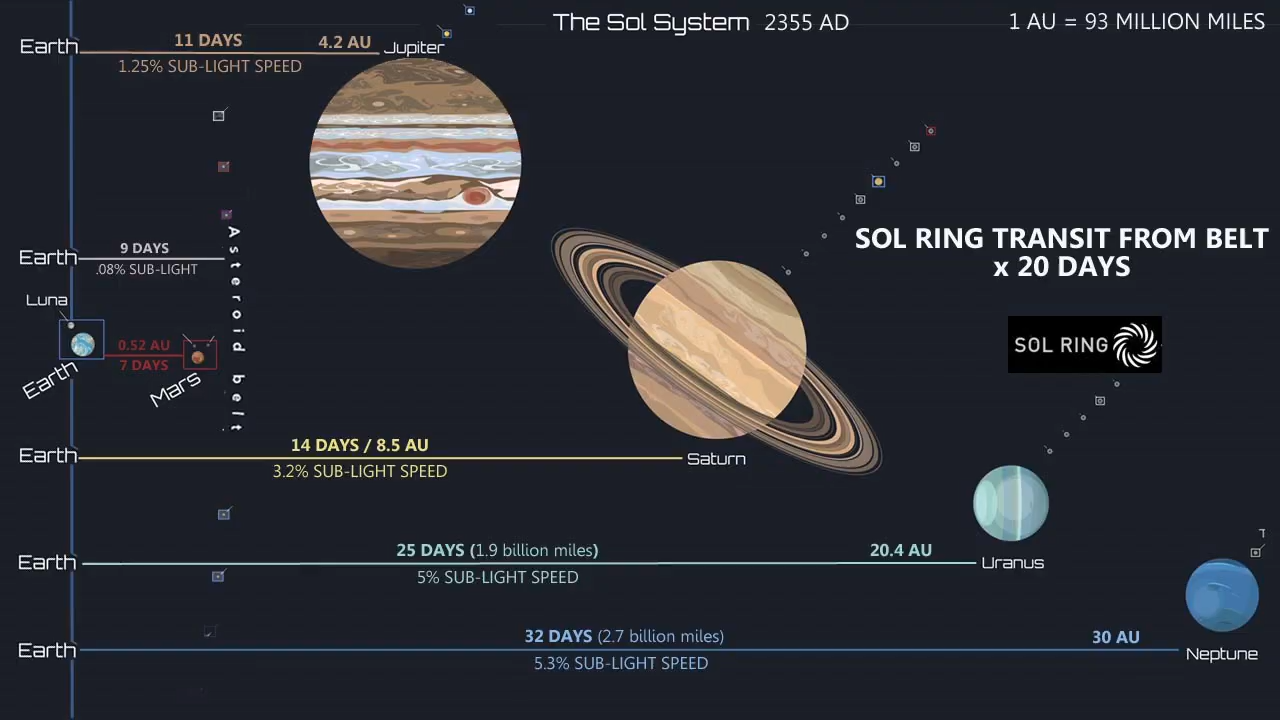 The Sol System 2355 AD
1 AU = 93 MILLION MILES
Earth
11 DAYS
4.2 AU
Jupiter
1.25% SUB-LIGHT SPEED
SOL RING TRANSIT FROM BELT
x 20 DAYS
Earth
9 DAYS
.08% SUB-LIGHT
Asteroid belt
Luna
0.52 AU
7 DAYS
Earth
Mars
SOL RING
Earth
14 DAYS / 8.5 AU
3.2% SUB-LIGHT SPEED
Saturn
Earth
25 DAYS (1.9 billion miles)
20.4 AU
5% SUB-LIGHT SPEED
Uranus
T
Earth
32 DAYS (2.7 billion miles)
30 AU
5.3% SUB-LIGHT SPEED
Neptune